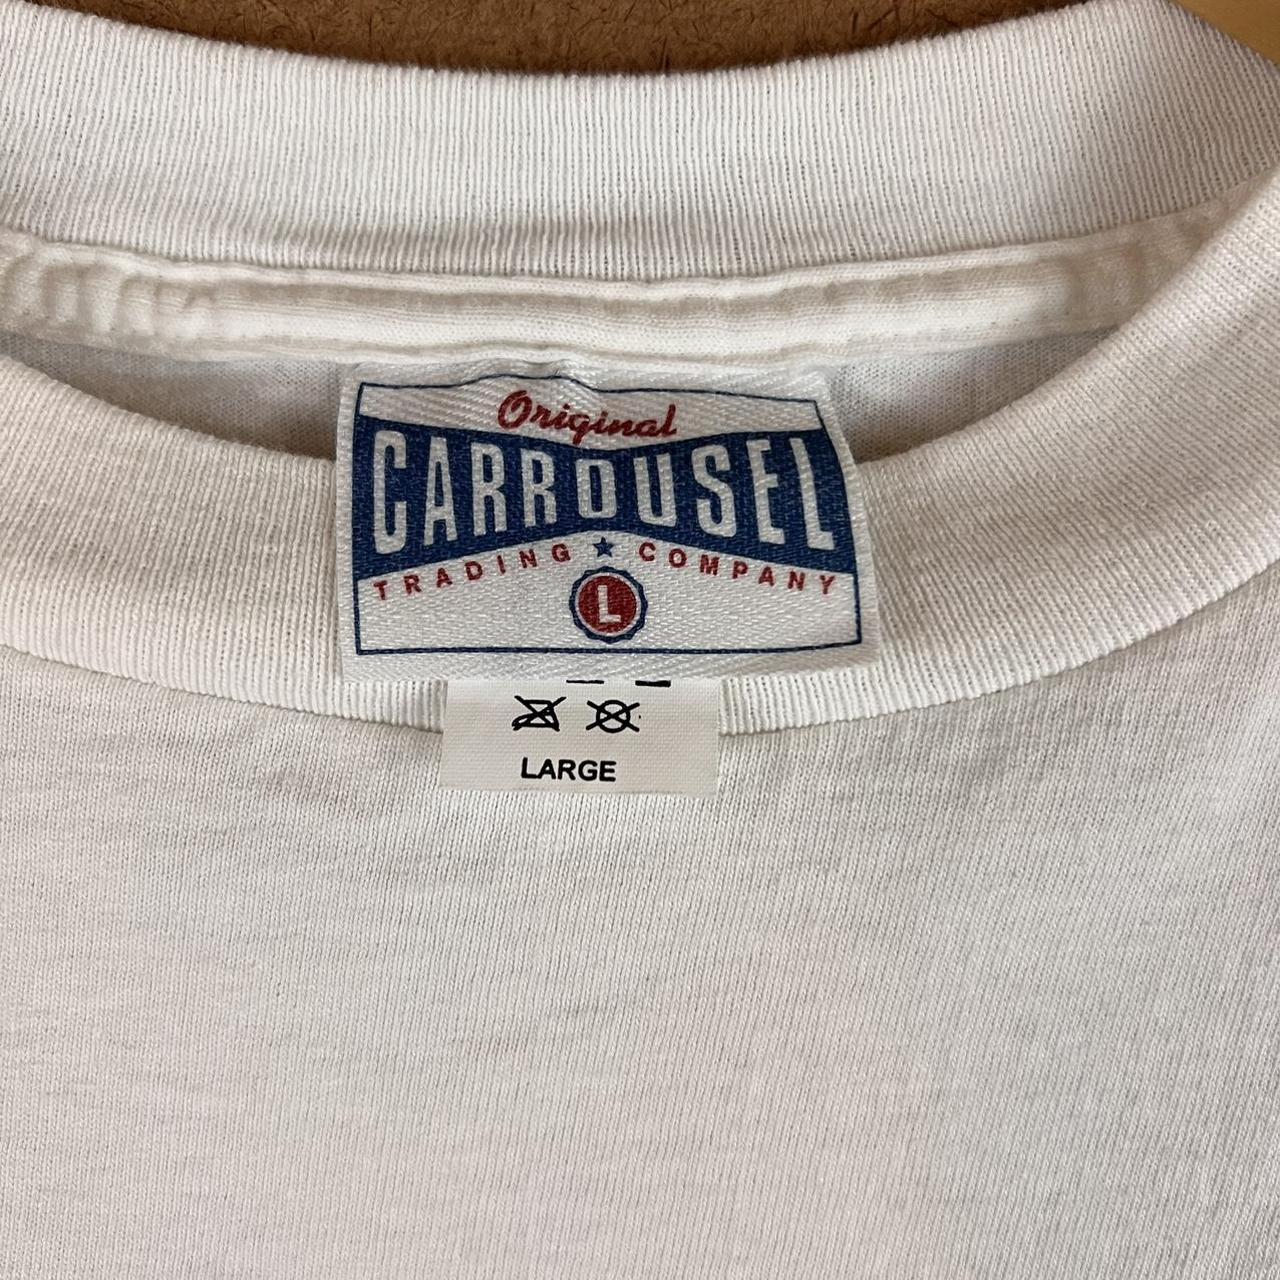 Original
CARROUSEL
TRADING ★ COMPANY
L
LARGE